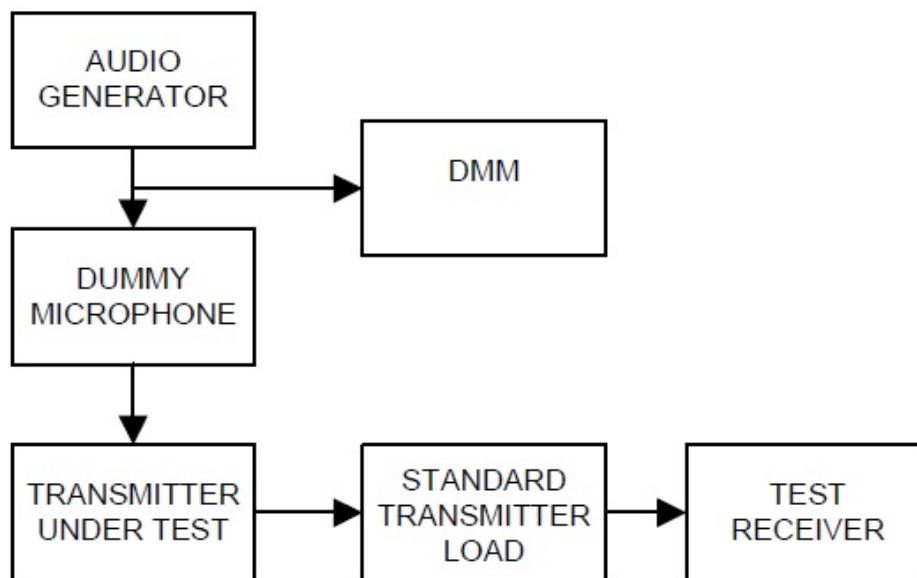 AUDIO
GENERATOR
DMM
DUMMY
MICROPHONE
TRANSMITTER
UNDER TEST
STANDARD
TRANSMITTER
LOAD
TEST
RECEIVER